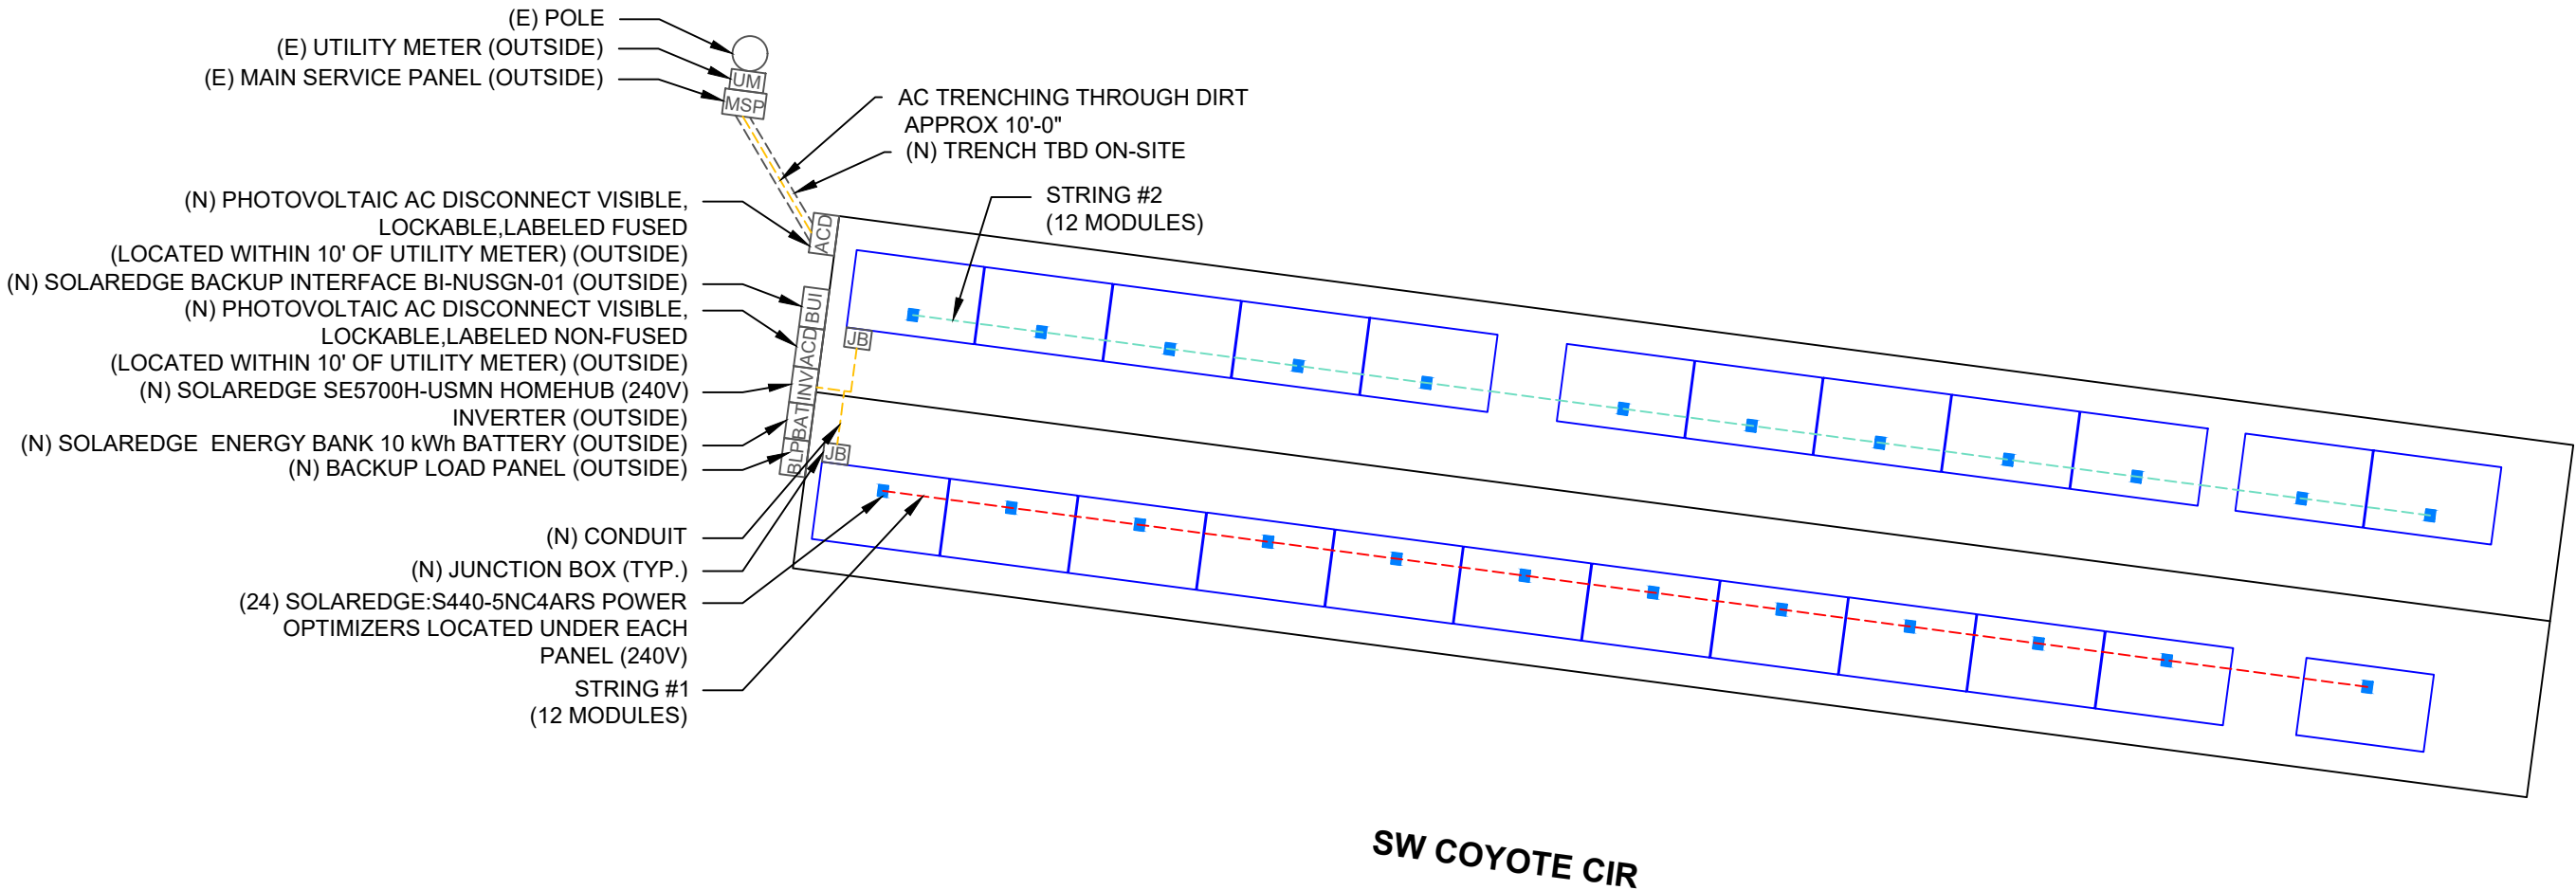 (E) POLE
(E) UTILITY METER (OUTSIDE)
(E) MAIN SERVICE PANEL (OUTSIDE)
UM
MSP
AC TRENCHING THROUGH DIRT
APPROX 10'-0"
(N) TRENCH TBD ON-SITE
STRING #2
(12 MODULES)
(N) PHOTOVOLTAIC AC DISCONNECT VISIBLE,
LOCKABLE,LABELED FUSED
(LOCATED WITHIN 10' OF UTILITY METER) (OUTSIDE)
(N) SOLAREDGE BACKUP INTERFACE BI-NUSGN-01 (OUTSIDE)
(N) PHOTOVOLTAIC AC DISCONNECT VISIBLE,
LOCKABLE,LABELED NON-FUSED
(LOCATED WITHIN 10' OF UTILITY METER) (OUTSIDE)
(N) SOLAREDGE SE5700H-USMN HOMEHUB (240V)
INVERTER (OUTSIDE)
(N) SOLAREDGE  ENERGY BANK 10 kWh BATTERY (OUTSIDE)
(N) BACKUP LOAD PANEL (OUTSIDE)
ACD
BUI
ACD
INV
BAT
BLP
JB
JB
(N) CONDUIT
(N) JUNCTION BOX (TYP.)
(24) SOLAREDGE:S440-5NC4ARS POWER
OPTIMIZERS LOCATED UNDER EACH
PANEL (240V)
STRING #1
(12 MODULES)
SW COYOTE CIR